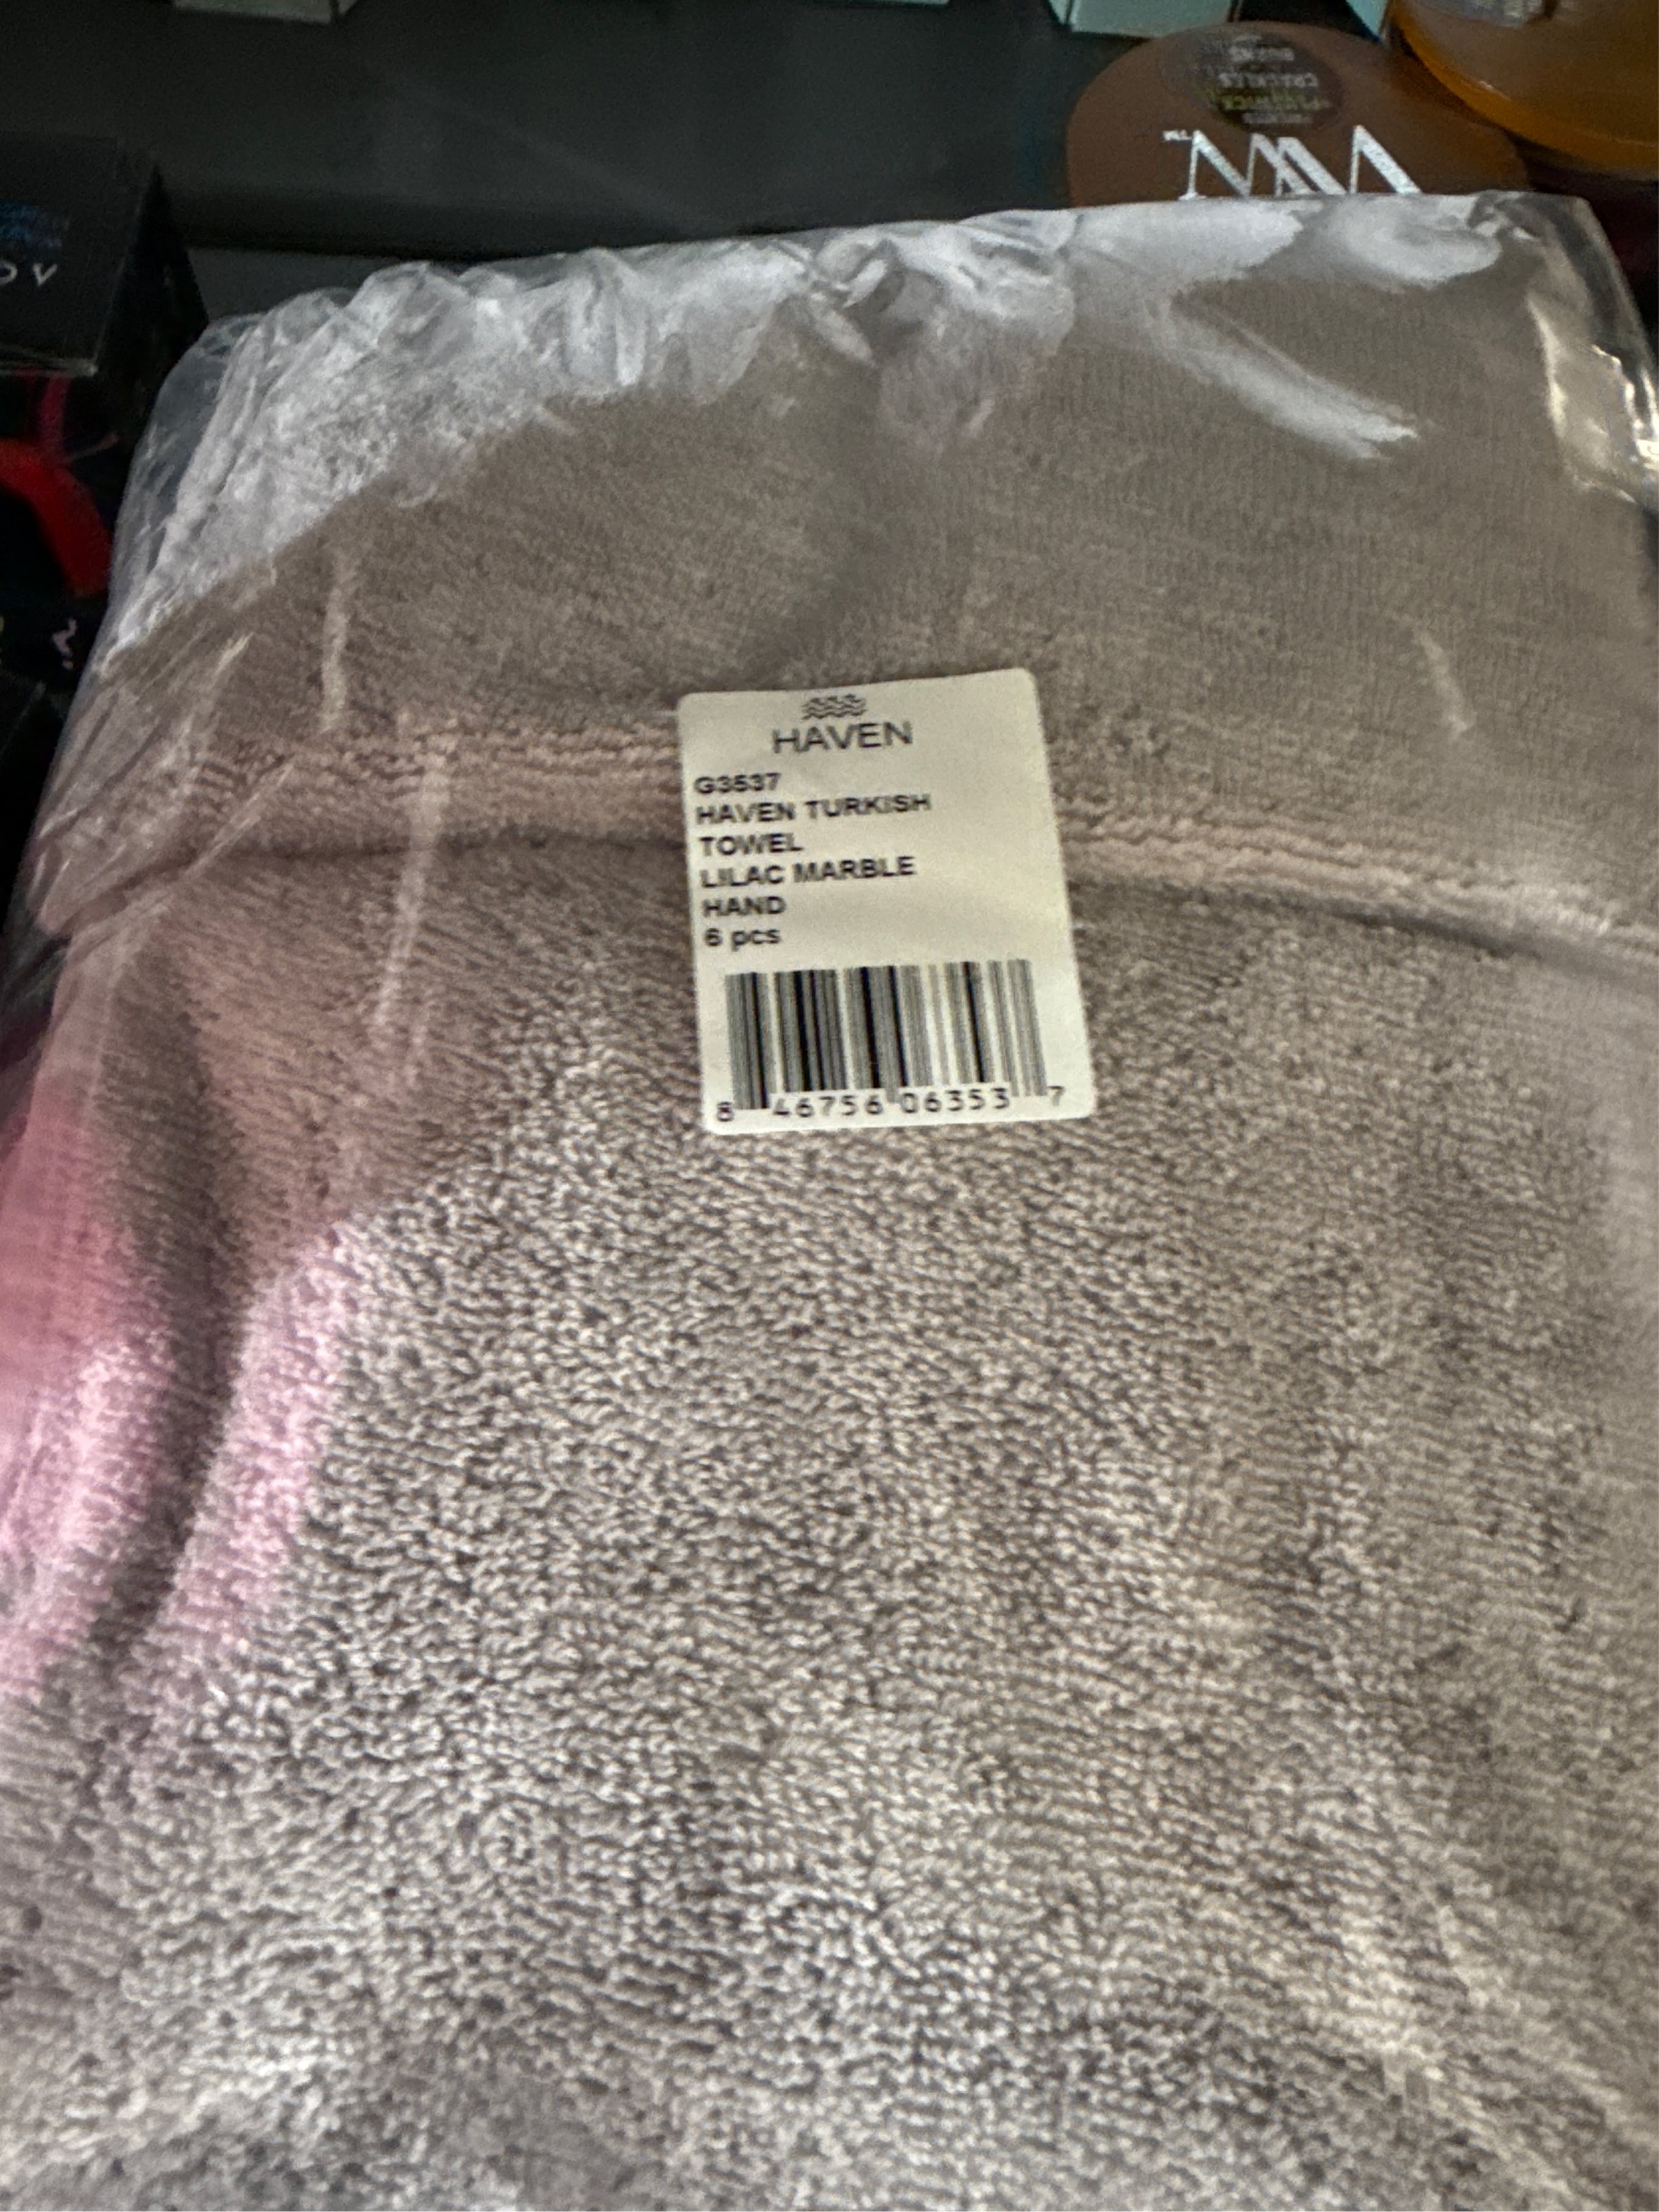 HAVEN
G3537
HAVEN TURKISH
TOWEL
LILAC MARBLE
HAND
6 pcs
8 46756 06353 7